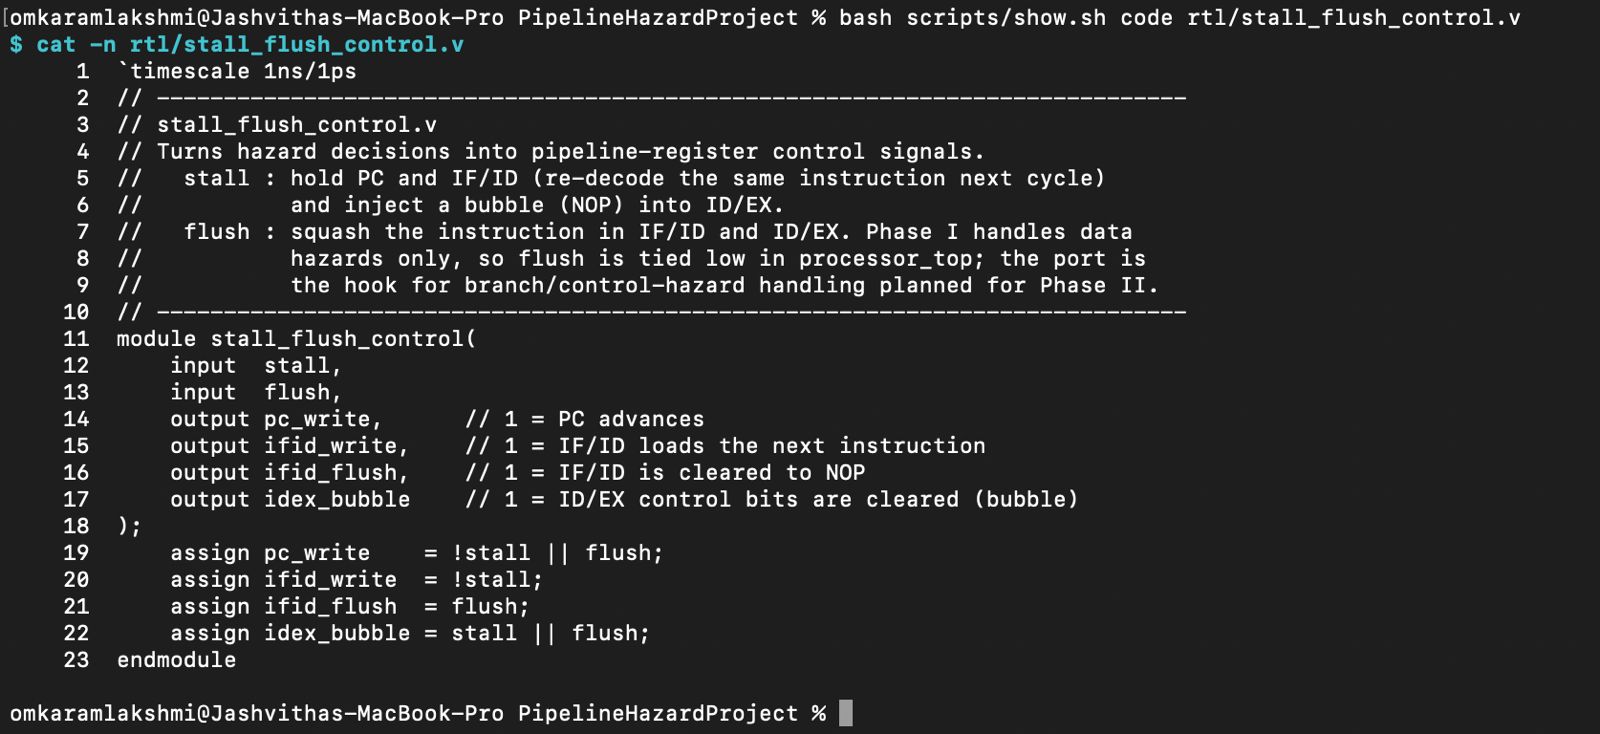 [omkaramlakshmi@Jashvithas-MacBook-Pro PipelineHazardProject % bash scripts/show.sh code rtl/stall_flush_control.v
$ cat -n rtl/stall_flush_control.v
     1  `timescale 1ns/1ps
     2  // -----------------------------------------------------------------------------
     3  // stall_flush_control.v
     4  // Turns hazard decisions into pipeline-register control signals.
     5  //   stall : hold PC and IF/ID (re-decode the same instruction next cycle)
     6  //           and inject a bubble (NOP) into ID/EX.
     7  //   flush : squash the instruction in IF/ID and ID/EX. Phase I handles data
     8  //           hazards only, so flush is tied low in processor_top; the port is
     9  //           the hook for branch/control-hazard handling planned for Phase II.
    10  // -----------------------------------------------------------------------------
    11  module stall_flush_control(
    12      input  stall,
    13      input  flush,
    14      output pc_write,      // 1 = PC advances
    15      output ifid_write,    // 1 = IF/ID loads the next instruction
    16      output ifid_flush,    // 1 = IF/ID is cleared to NOP
    17      output idex_bubble    // 1 = ID/EX control bits are cleared (bubble)
    18  );
    19      assign pc_write    = !stall || flush;
    20      assign ifid_write  = !stall;
    21      assign ifid_flush  = flush;
    22      assign idex_bubble = stall || flush;
    23  endmodule
omkaramlakshmi@Jashvithas-MacBook-Pro PipelineHazardProject %